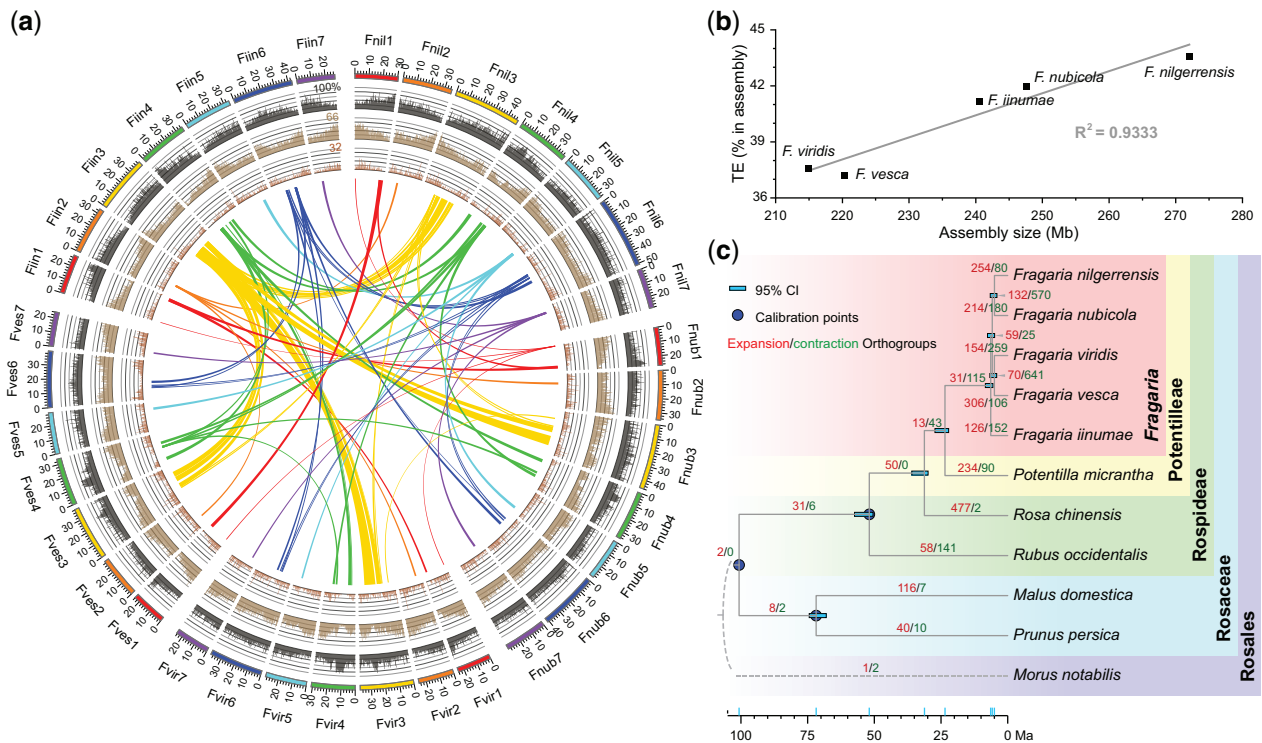 (a)
Fnil1
Fnil2
Fnil3
Fnil4
Fnil5
Fnil6
Fnil7
Fnub1
Fnub2
Fnub3
Fnub4
Fnub5
Fnub6
Fnub7
Fvir1
Fvir2
Fvir3
Fvir4
Fvir5
Fvir6
Fvir7
Fves1
Fves2
Fves3
Fves4
Fves5
Fves6
Fves7
Fiin1
Fiin2
Fiin3
Fiin4
Fiin5
Fiin6
Fiin7
100%
66
32
(b)
TE (% in assembly)
45
42
39
36
F. viridis
F. vesca
F. iinumae
F. nubicola
F. nilgerrensis
R² = 0.9333
210 220 230 240 250 260 270 280
Assembly size (Mb)
(c)
95% CI
Calibration points
Expansion/contraction Orthogroups
254/80
Fragaria nilgerrensis
132/570
214/180
Fragaria nubicola
59/25
154/259
Fragaria viridis
31/115
70/641
306/106
Fragaria vesca
13/43
126/152
Fragaria iinumae
50/0
234/90
Potentilla micrantha
31/6
477/2
Rosa chinensis
2/0
58/141
Rubus occidentalis
116/7
Malus domestica
8/2
40/10
Prunus persica
1/2
Morus notabilis
Fragaria
Potentilleae
Rospideae
Rosaceae
Rosales
100 75 50 25 0 Ma